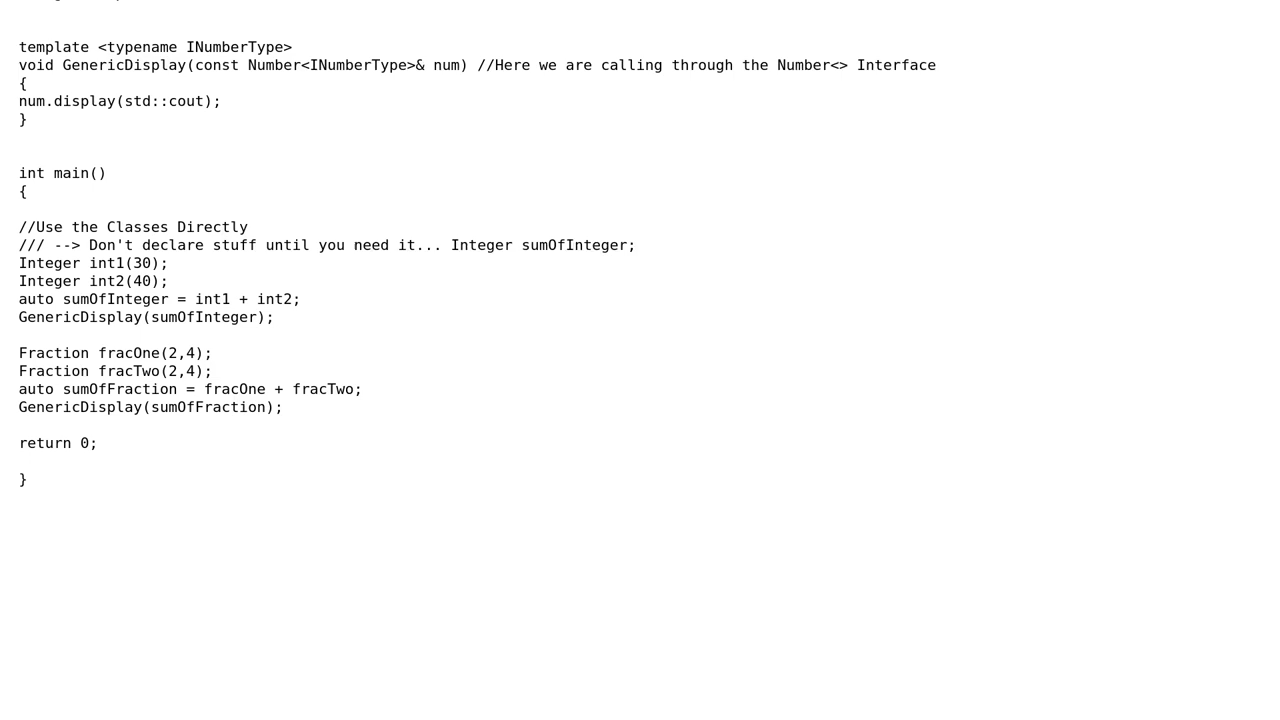 template <typename INumberType>
void GenericDisplay(const Number<INumberType>& num) //Here we are calling through the Number<> Interface
{
num.display(std::cout);
}
int main()
{
//Use the Classes Directly
/// --> Don't declare stuff until you need it... Integer sumOfInteger;
Integer int1(30);
Integer int2(40);
auto sumOfInteger = int1 + int2;
GenericDisplay(sumOfInteger);
Fraction fracOne(2,4);
Fraction fracTwo(2,4);
auto sumOfFraction = fracOne + fracTwo;
GenericDisplay(sumOfFraction);
return 0;
}